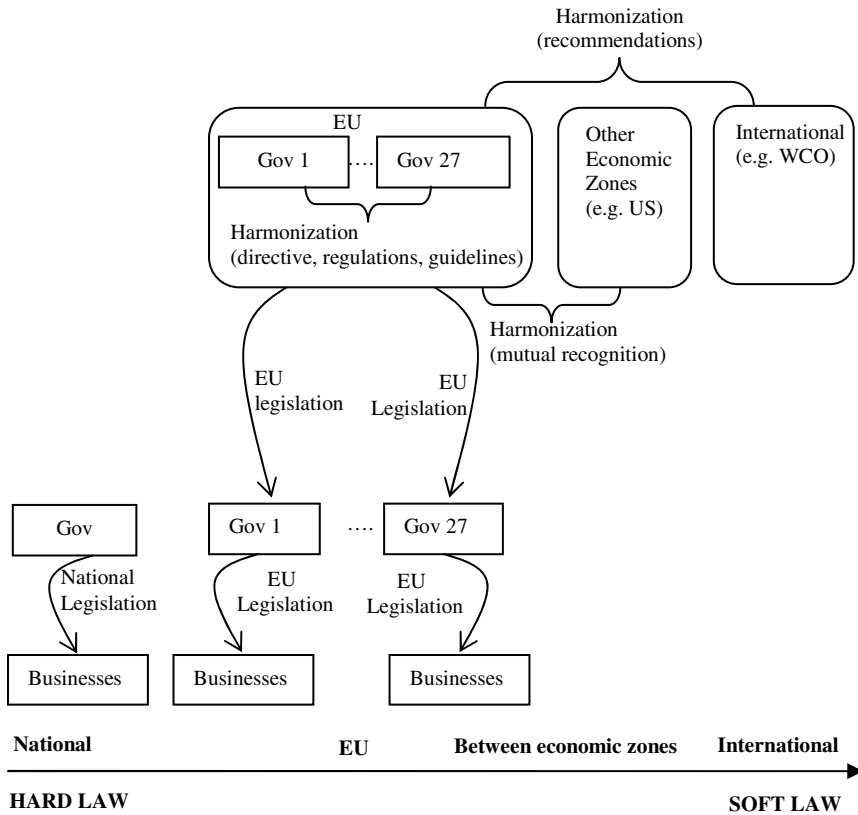 Harmonization
(recommendations)
EU
Gov 1 .... Gov 27
Harmonization
(directive, regulations, guidelines)
Other
Economic
Zones
(e.g. US)
International
(e.g. WCO)
Harmonization
(mutual recognition)
EU
legislation
EU
Legislation
Gov
Gov 1 .... Gov 27
National
Legislation
EU
Legislation
EU
Legislation
Businesses
Businesses
Businesses
National EU Between economic zones International
HARD LAW SOFT LAW